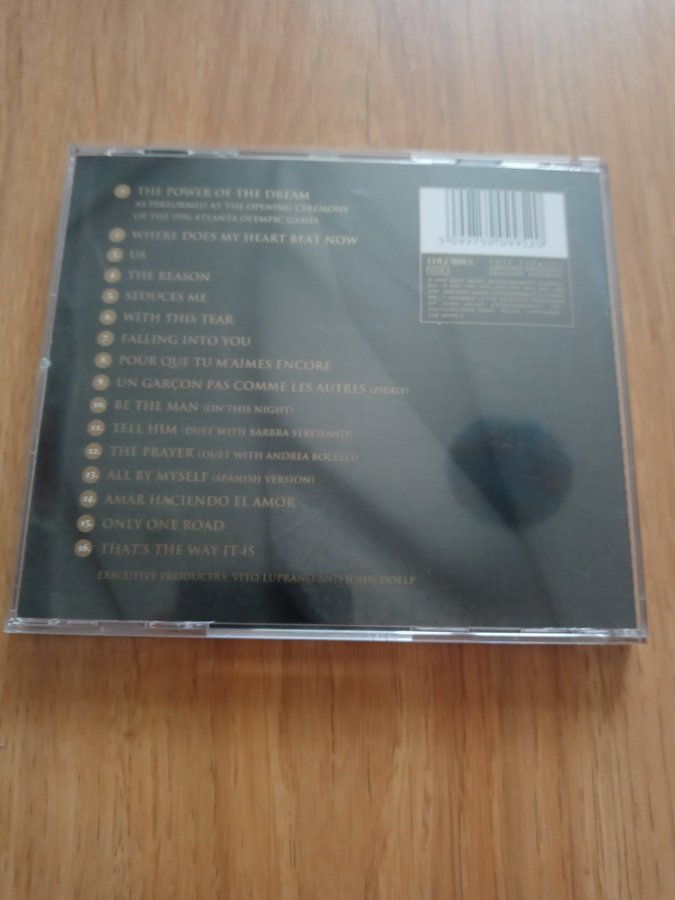 1. THE POWER OF THE DREAM
AS PERFORMED AT THE OPENING CEREMONY
OF THE 1996 ATLANTA OLYMPIC GAMES
2. WHERE DOES MY HEART BEAT NOW
3. US
4. THE REASON
5. SEDUCES ME
6. WITH THIS TEAR
7. FALLING INTO YOU
8. POUR QUE TU M'AIMES ENCORE
9. UN GARÇON PAS COMME LES AUTRES (ZIGGY)
10. BE THE MAN (ON THIS NIGHT)
11. TELL HIM (DUET WITH BARBRA STREISAND)
12. THE PRAYER (DUET WITH ANDREA BOCELLI)
13. ALL BY MYSELF (SPANISH VERSION)
14. AMAR HACIENDO EL AMOR
15. ONLY ONE ROAD
16. THAT'S THE WAY IT IS
EXECUTIVE PRODUCERS: VITO LUPRANO AND JOHN DOELP
5 099750 099520
COLUMBIA